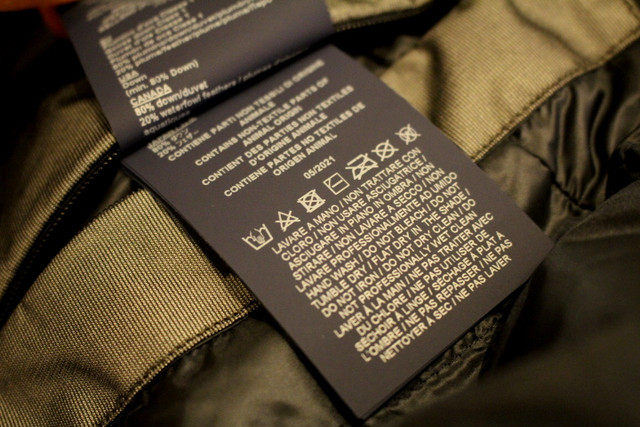 USA
Down
(min. 80% Down)
CANADA
80% down/duvet
20% waterfowl feathers / plumes
CONTIENE PARTI NON TESSILI DI ORIGINE
ANIMALE
CONTAINS NON-TEXTILE PARTS OF
ANIMAL ORIGIN
CONTIENT DES PARTIES NON TEXTILES
D'ORIGINE ANIMALE
CONTIENE PARTES NO TEXTILES DE
ORIGEN ANIMAL
05/2021
LAVARE A MANO / NON TRATTARE CON
CLORO / NON USARE ASCIUGATRICE /
ASCIUGARE IN PIANO IN OMBRA / NON
STIRARE / NON LAVARE A SECCO / NON
LAVARE PROFESSIONALMENTE AD UMIDO
HAND WASH / DO NOT BLEACH / DO NOT
TUMBLE DRY / FLAT DRY IN THE SHADE /
DO NOT IRON / DO NOT DRY CLEAN / DO
NOT PROFESSIONALLY WET CLEAN
LAVER A LA MAIN / NE PAS TRAITER AVEC
DU CHLORE / NE PAS UTILISER LE
SÉCHOIR À LINGE / SÉCHAGE À PLAT À
L'OMBRE / NE PAS REPASSER / NE PAS
NETTOYER A SEC / NE PAS LAVER